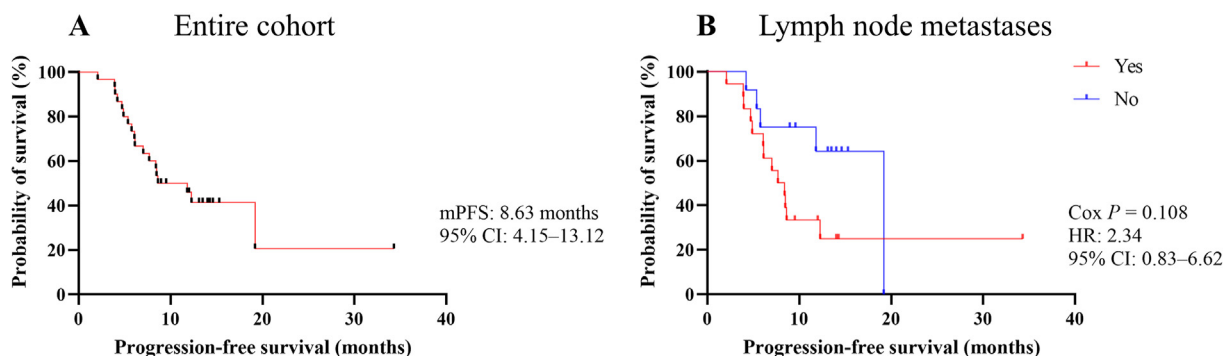 A Entire cohort
Probability of survival (%)
100
80
60
40
20
0
0 10 20 30 40
Progression-free survival (months)
mPFS: 8.63 months
95% CI: 4.15–13.12
B Lymph node metastases
Probability of survival (%)
100
80
60
40
20
0
0 10 20 30 40
Progression-free survival (months)
Yes
No
Cox P = 0.108
HR: 2.34
95% CI: 0.83–6.62